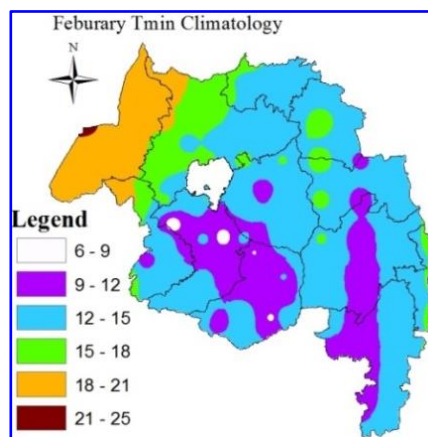 Feburary Tmin Climatology
N
Legend
6 - 9
9 - 12
12 - 15
15 - 18
18 - 21
21 - 25